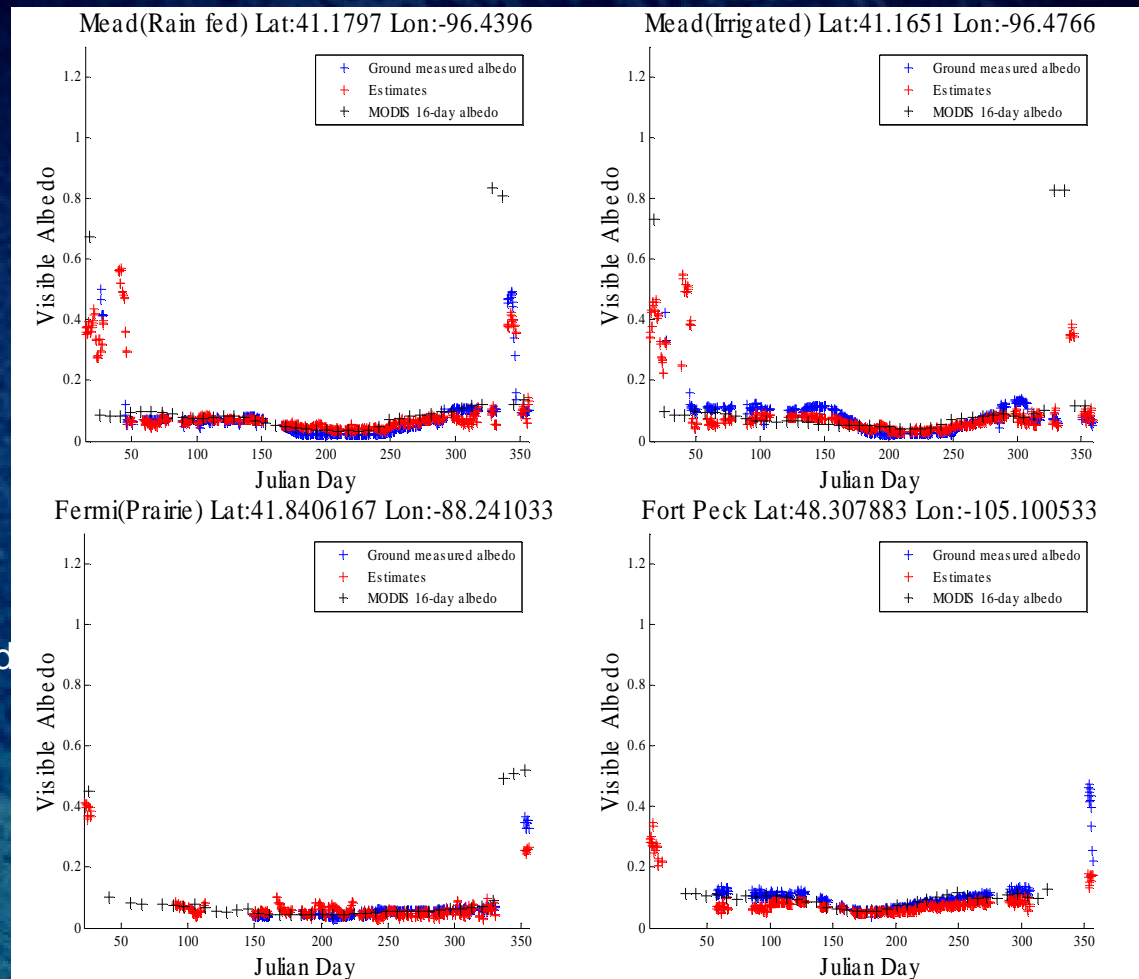 Mead(Rain fed) Lat:41.1797 Lon:-96.4396
Ground measured albedo
Estimates
MODIS 16-day albedo
1.2
1
0.8
0.6
0.4
0.2
0
Visible Albedo
50 100 150 200 250 300 350
Julian Day
Mead(Irrigated) Lat:41.1651 Lon:-96.4766
Ground measured albedo
Estimates
MODIS 16-day albedo
1.2
1
0.8
0.6
0.4
0.2
0
Visible Albedo
50 100 150 200 250 300 350
Julian Day
Fermi(Prairie) Lat:41.8406167 Lon:-88.241033
Ground measured albedo
Estimates
MODIS 16-day albedo
1.2
1
0.8
0.6
0.4
0.2
0
Visible Albedo
50 100 150 200 250 300 350
Julian Day
Fort Peck Lat:48.307883 Lon:-105.100533
Ground measured albedo
Estimates
MODIS 16-day albedo
1.2
1
0.8
0.6
0.4
0.2
0
Visible Albedo
50 100 150 200 250 300 350
Julian Day